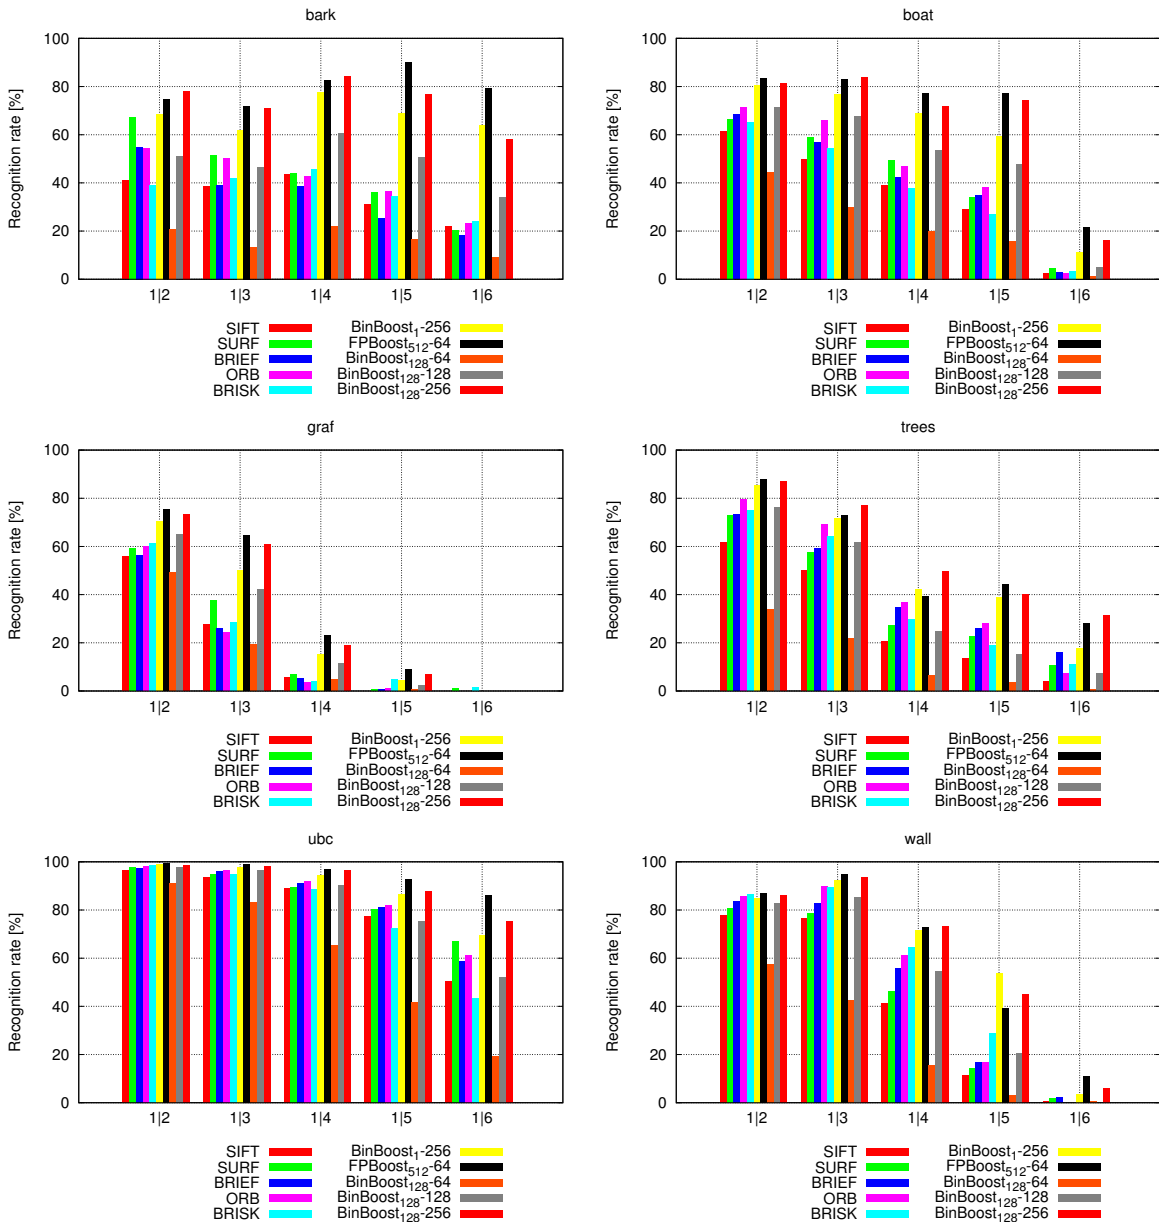 bark
Recognition rate [%]
100
80
60
40
20
0
1|2 1|3 1|4 1|5 1|6
SIFT BinBoost₁-256
SURF FPBoost₅₁₂-64
BRIEF BinBoost₁₂₈-64
ORB BinBoost₁₂₈-128
BRISK BinBoost₁₂₈-256
boat
Recognition rate [%]
100
80
60
40
20
0
1|2 1|3 1|4 1|5 1|6
SIFT BinBoost₁-256
SURF FPBoost₅₁₂-64
BRIEF BinBoost₁₂₈-64
ORB BinBoost₁₂₈-128
BRISK BinBoost₁₂₈-256
graf
Recognition rate [%]
100
80
60
40
20
0
1|2 1|3 1|4 1|5 1|6
SIFT BinBoost₁-256
SURF FPBoost₅₁₂-64
BRIEF BinBoost₁₂₈-64
ORB BinBoost₁₂₈-128
BRISK BinBoost₁₂₈-256
trees
Recognition rate [%]
100
80
60
40
20
0
1|2 1|3 1|4 1|5 1|6
SIFT BinBoost₁-256
SURF FPBoost₅₁₂-64
BRIEF BinBoost₁₂₈-64
ORB BinBoost₁₂₈-128
BRISK BinBoost₁₂₈-256
ubc
Recognition rate [%]
100
80
60
40
20
0
1|2 1|3 1|4 1|5 1|6
SIFT BinBoost₁-256
SURF FPBoost₅₁₂-64
BRIEF BinBoost₁₂₈-64
ORB BinBoost₁₂₈-128
BRISK BinBoost₁₂₈-256
wall
Recognition rate [%]
100
80
60
40
20
0
1|2 1|3 1|4 1|5 1|6
SIFT BinBoost₁-256
SURF FPBoost₅₁₂-64
BRIEF BinBoost₁₂₈-64
ORB BinBoost₁₂₈-128
BRISK BinBoost₁₂₈-256